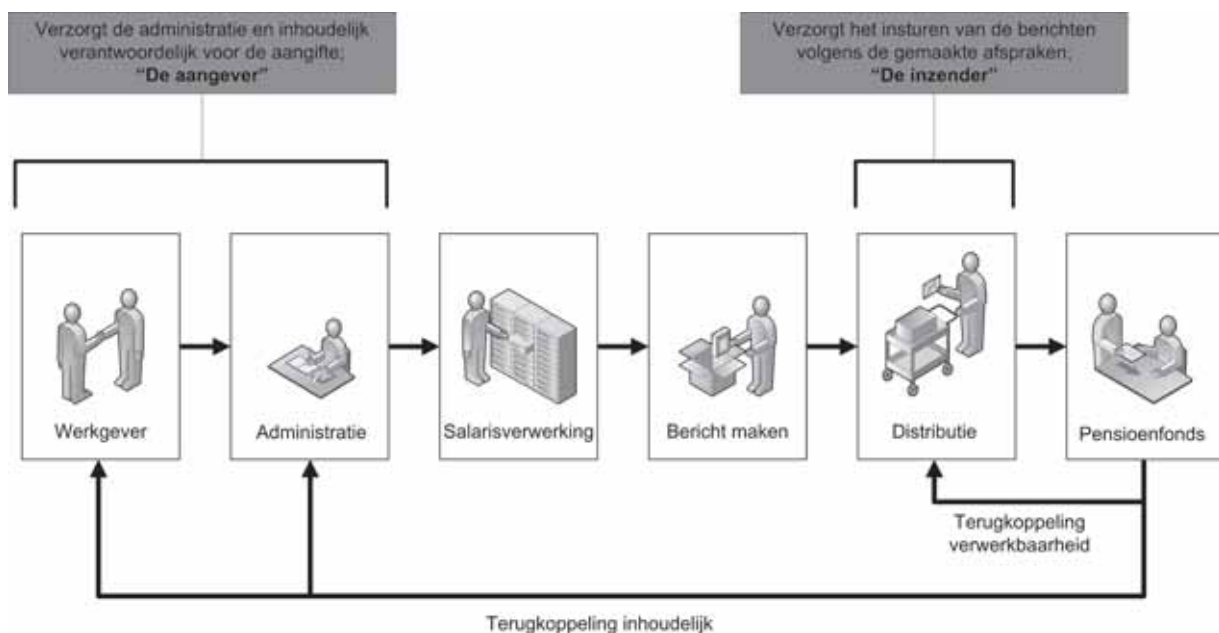 Verzorgt de administratie en inhoudelijk
verantwoordelijk voor de aangifte;
“De aangever”
Verzorgt het insturen van de berichten
volgens de gemaakte afspraken;
“De inzender”
Werkgever
Administratie
Salarisverwerking
Bericht maken
Distributie
Pensioenfonds
Terugkoppeling
verwerkbaarheid
Terugkoppeling inhoudelijk